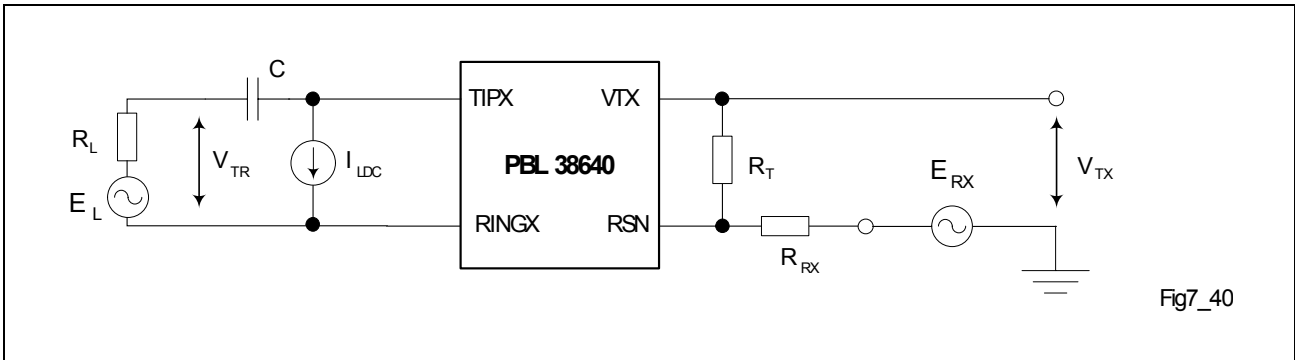 C
TIPX
VTX
R_L
V_TR
I_LDC
PBL 38640
R_T
E_RX
V_TX
E_L
RINGX
RSN
R_RX
Fig7_40